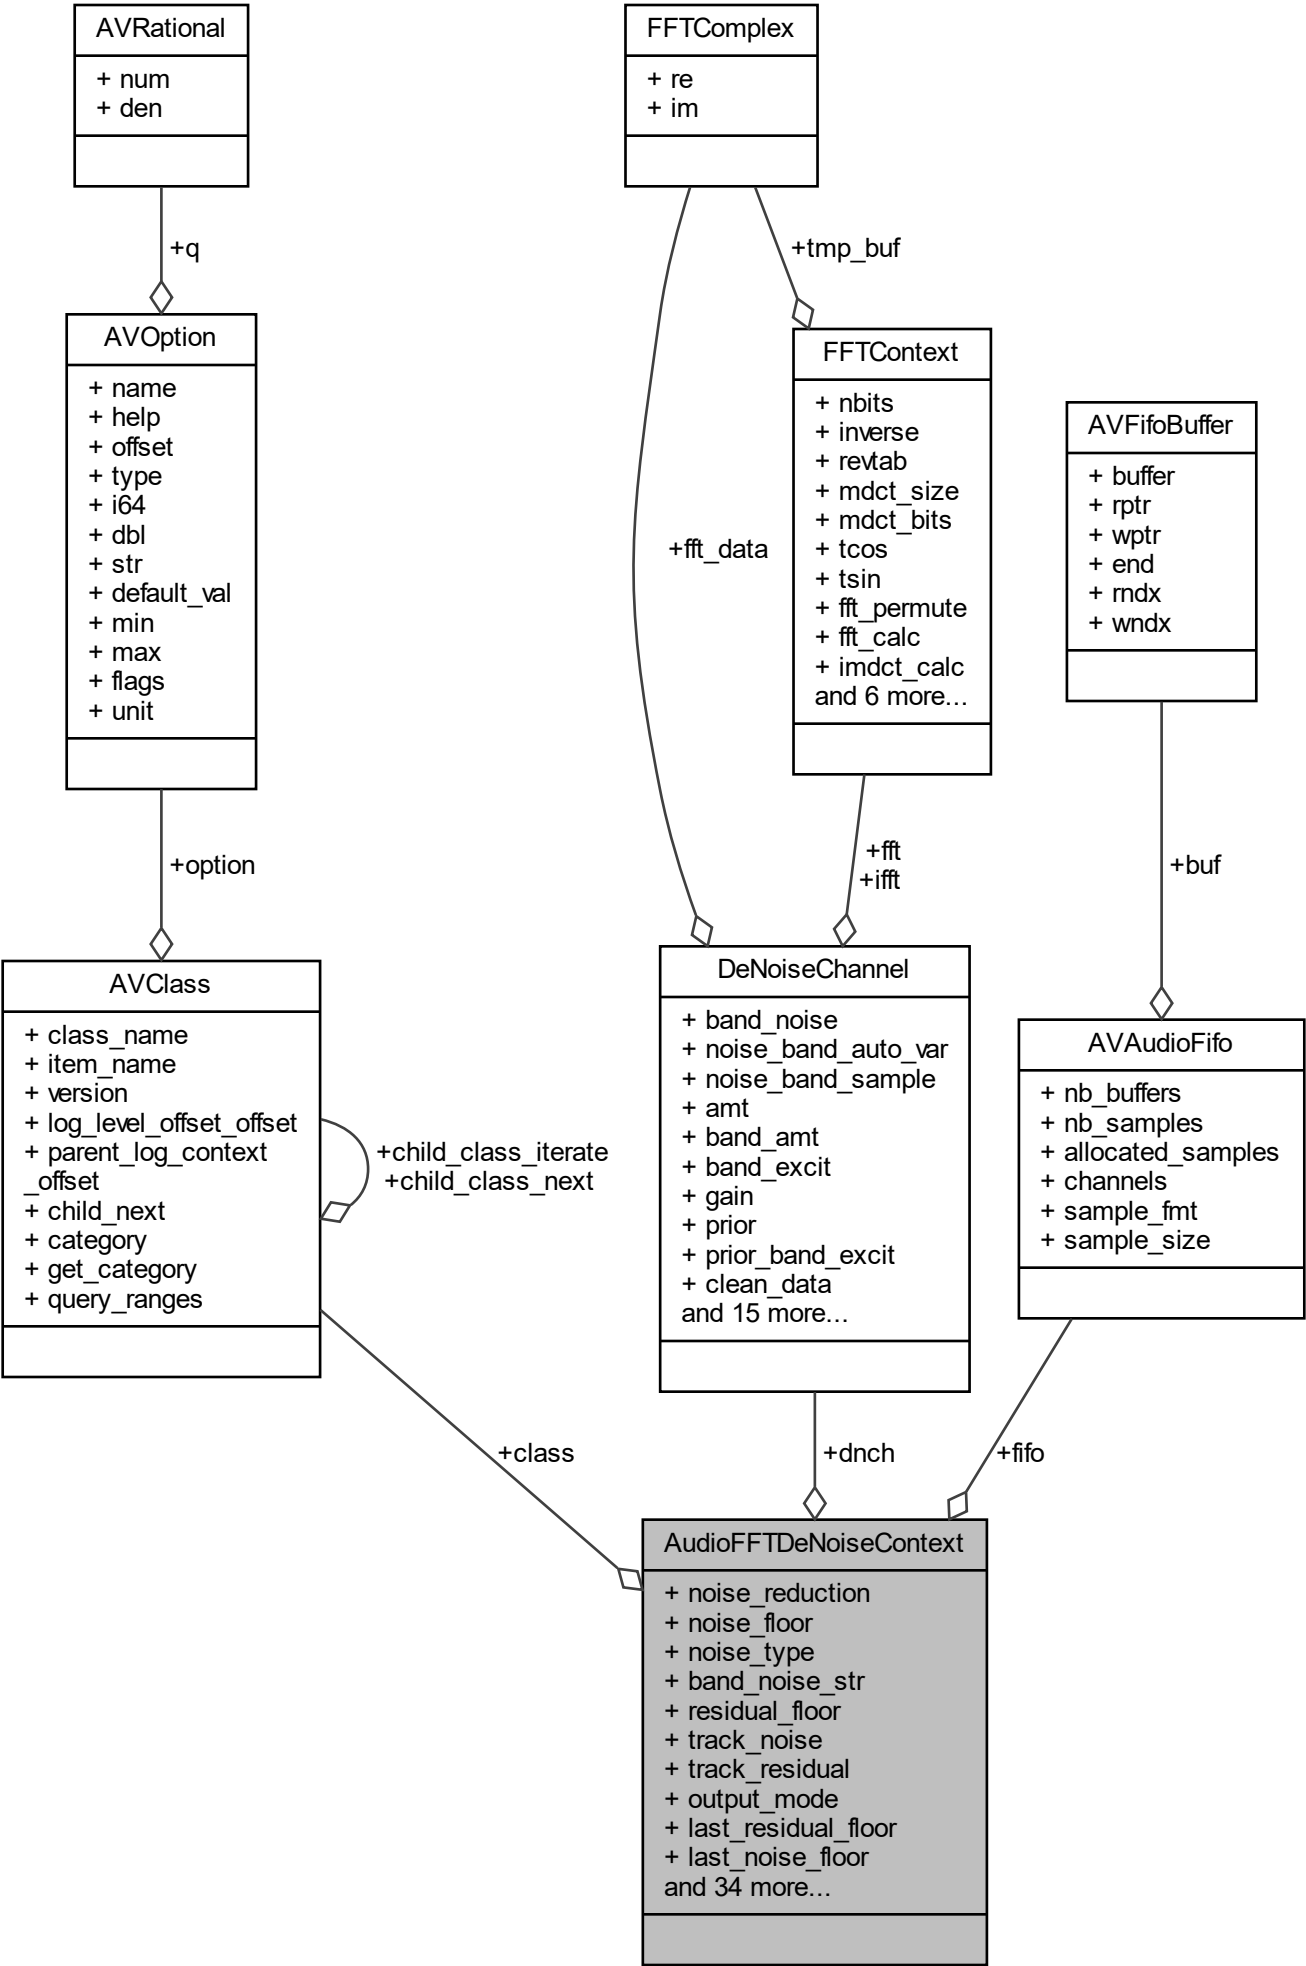 AVRational
+ num
+ den
+q
AVOption
+ name
+ help
+ offset
+ type
+ i64
+ dbl
+ str
+ default_val
+ min
+ max
+ flags
+ unit
+option
AVClass
+ class_name
+ item_name
+ version
+ log_level_offset_offset
+ parent_log_context
_offset
+ child_next
+ category
+ get_category
+ query_ranges
+child_class_iterate
+child_class_next
+class
FFTComplex
+ re
+ im
+tmp_buf
+fft_data
FFTContext
+ nbits
+ inverse
+ revtab
+ mdct_size
+ mdct_bits
+ tcos
+ tsin
+ fft_permute
+ fft_calc
+ imdct_calc
and 6 more...
+fft
+ifft
DeNoiseChannel
+ band_noise
+ noise_band_auto_var
+ noise_band_sample
+ amt
+ band_amt
+ band_excit
+ gain
+ prior
+ prior_band_excit
+ clean_data
and 15 more...
+dnch
AVFifoBuffer
+ buffer
+ rptr
+ wptr
+ end
+ rndx
+ wndx
+buf
AVAudioFifo
+ nb_buffers
+ nb_samples
+ allocated_samples
+ channels
+ sample_fmt
+ sample_size
+fifo
AudioFFTDeNoiseContext
+ noise_reduction
+ noise_floor
+ noise_type
+ band_noise_str
+ residual_floor
+ track_noise
+ track_residual
+ output_mode
+ last_residual_floor
+ last_noise_floor
and 34 more...